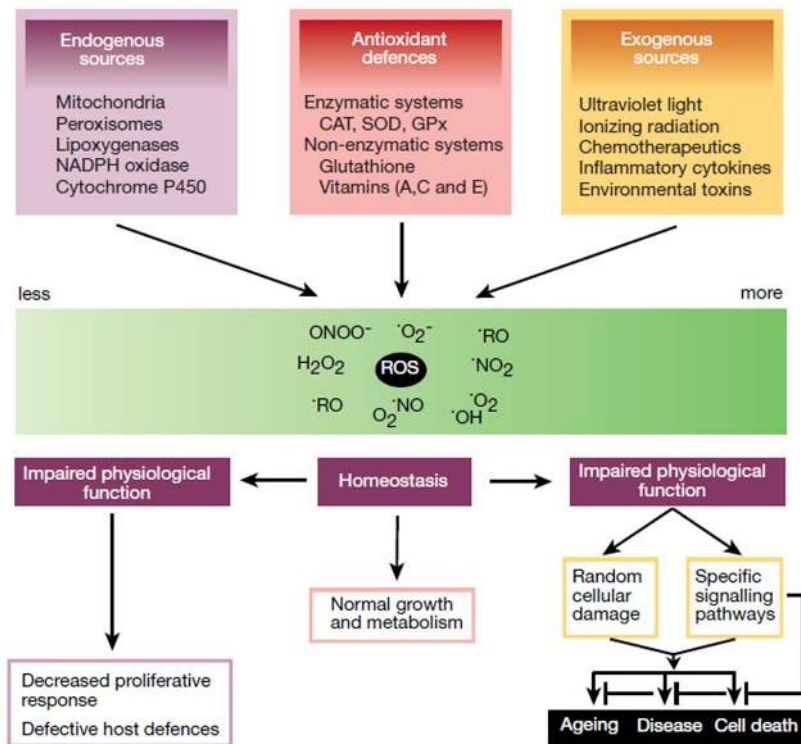 Endogenous
sources
Mitochondria
Peroxisomes
Lipoxygenases
NADPH oxidase
Cytochrome P450
Antioxidant
defences
Enzymatic systems
CAT, SOD, GPx
Non-enzymatic systems
Glutathione
Vitamins (A,C and E)
Exogenous
sources
Ultraviolet light
Ionizing radiation
Chemotherapeutics
Inflammatory cytokines
Environmental toxins
less
more
ONOO⁻
·O₂⁻
·RO
H₂O₂
ROS
·NO₂
·RO
O₂
·NO
·OH
·O₂
Impaired physiological
function
Homeostasis
Impaired physiological
function
Normal growth
and metabolism
Random
cellular
damage
Specific
signalling
pathways
Decreased proliferative
response
Defective host defences
Ageing
Disease
Cell death